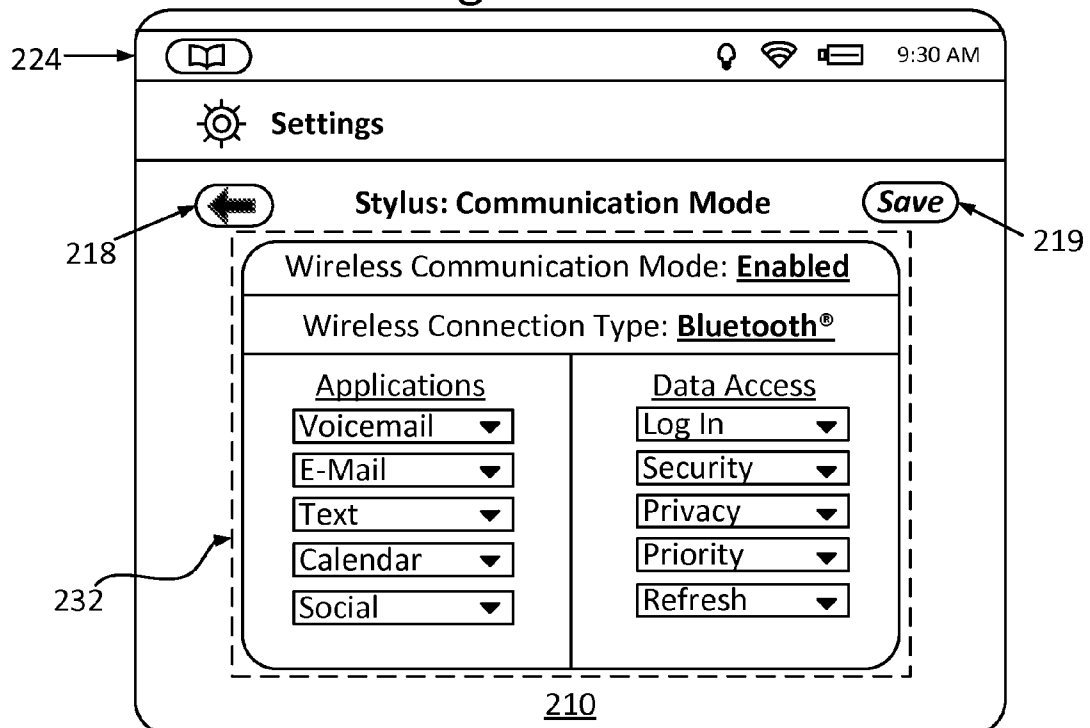 224
9:30 AM
Settings
Stylus: Communication Mode
Save
218
219
Wireless Communication Mode: Enabled
Wireless Connection Type: Bluetooth®
Applications
Data Access
Voicemail
Log In
E-Mail
Security
Text
Privacy
Calendar
Priority
Social
Refresh
232
210